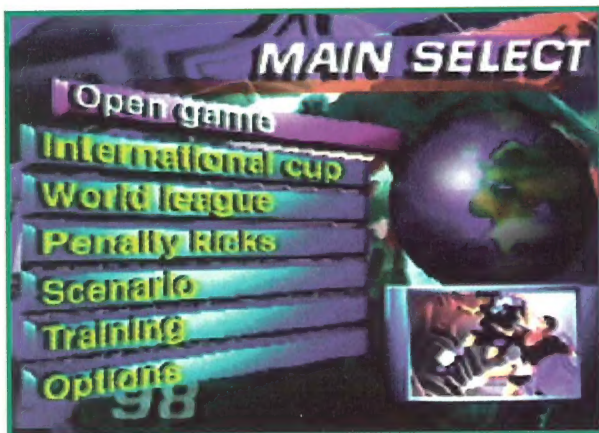 MAIN SELECT
Open game
International cup
World league
Penalty Kicks
Scenario
Training
Options
98